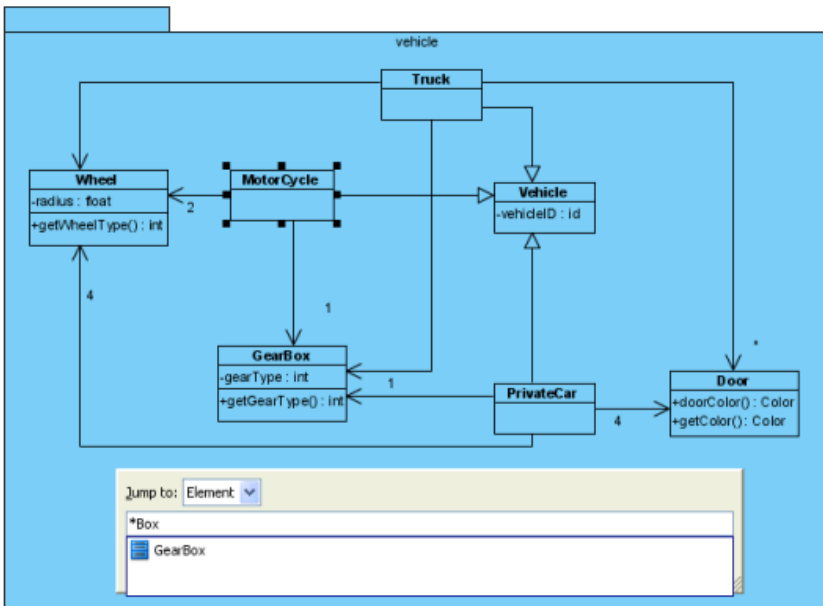 vehicle
Truck
Wheel
-radius : float
+getWheelType() : int
MotorCycle
2
Vehicle
-vehicleID : id
4
1
GearBox
-gearType : int
+getGearType() : int
1
PrivateCar
4
*
Door
+doorColor() : Color
+getColor() : Color
Jump to: Element
*Box
GearBox